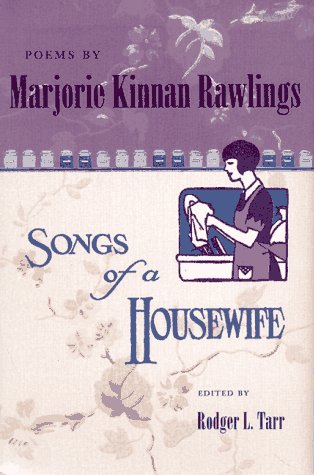 POEMS BY
Marjorie Kinnan Rawlings
SONGS
of a
HOUSEWIFE
EDITED BY
Rodger L. Tarr